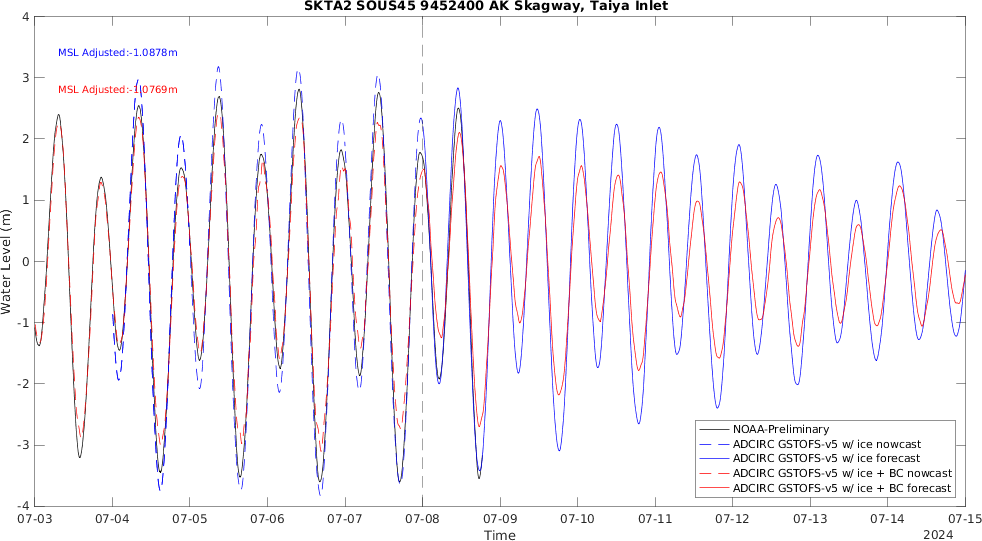 SKTA2 SOUS45 9452400 AK Skagway, Taiya Inlet
4
MSL Adjusted:-1.0878m
3
MSL Adjusted:-1.0769m
2
1
0
-1
-2
-3
-4
Water Level (m)
NOAA-Preliminary
ADCIRC GSTOFS-v5 w/ ice nowcast
ADCIRC GSTOFS-v5 w/ ice forecast
ADCIRC GSTOFS-v5 w/ ice + BC nowcast
ADCIRC GSTOFS-v5 w/ ice + BC forecast
07-03 07-04 07-05 07-06 07-07 07-08 07-09 07-10 07-11 07-12 07-13 07-14 07-15
Time
2024